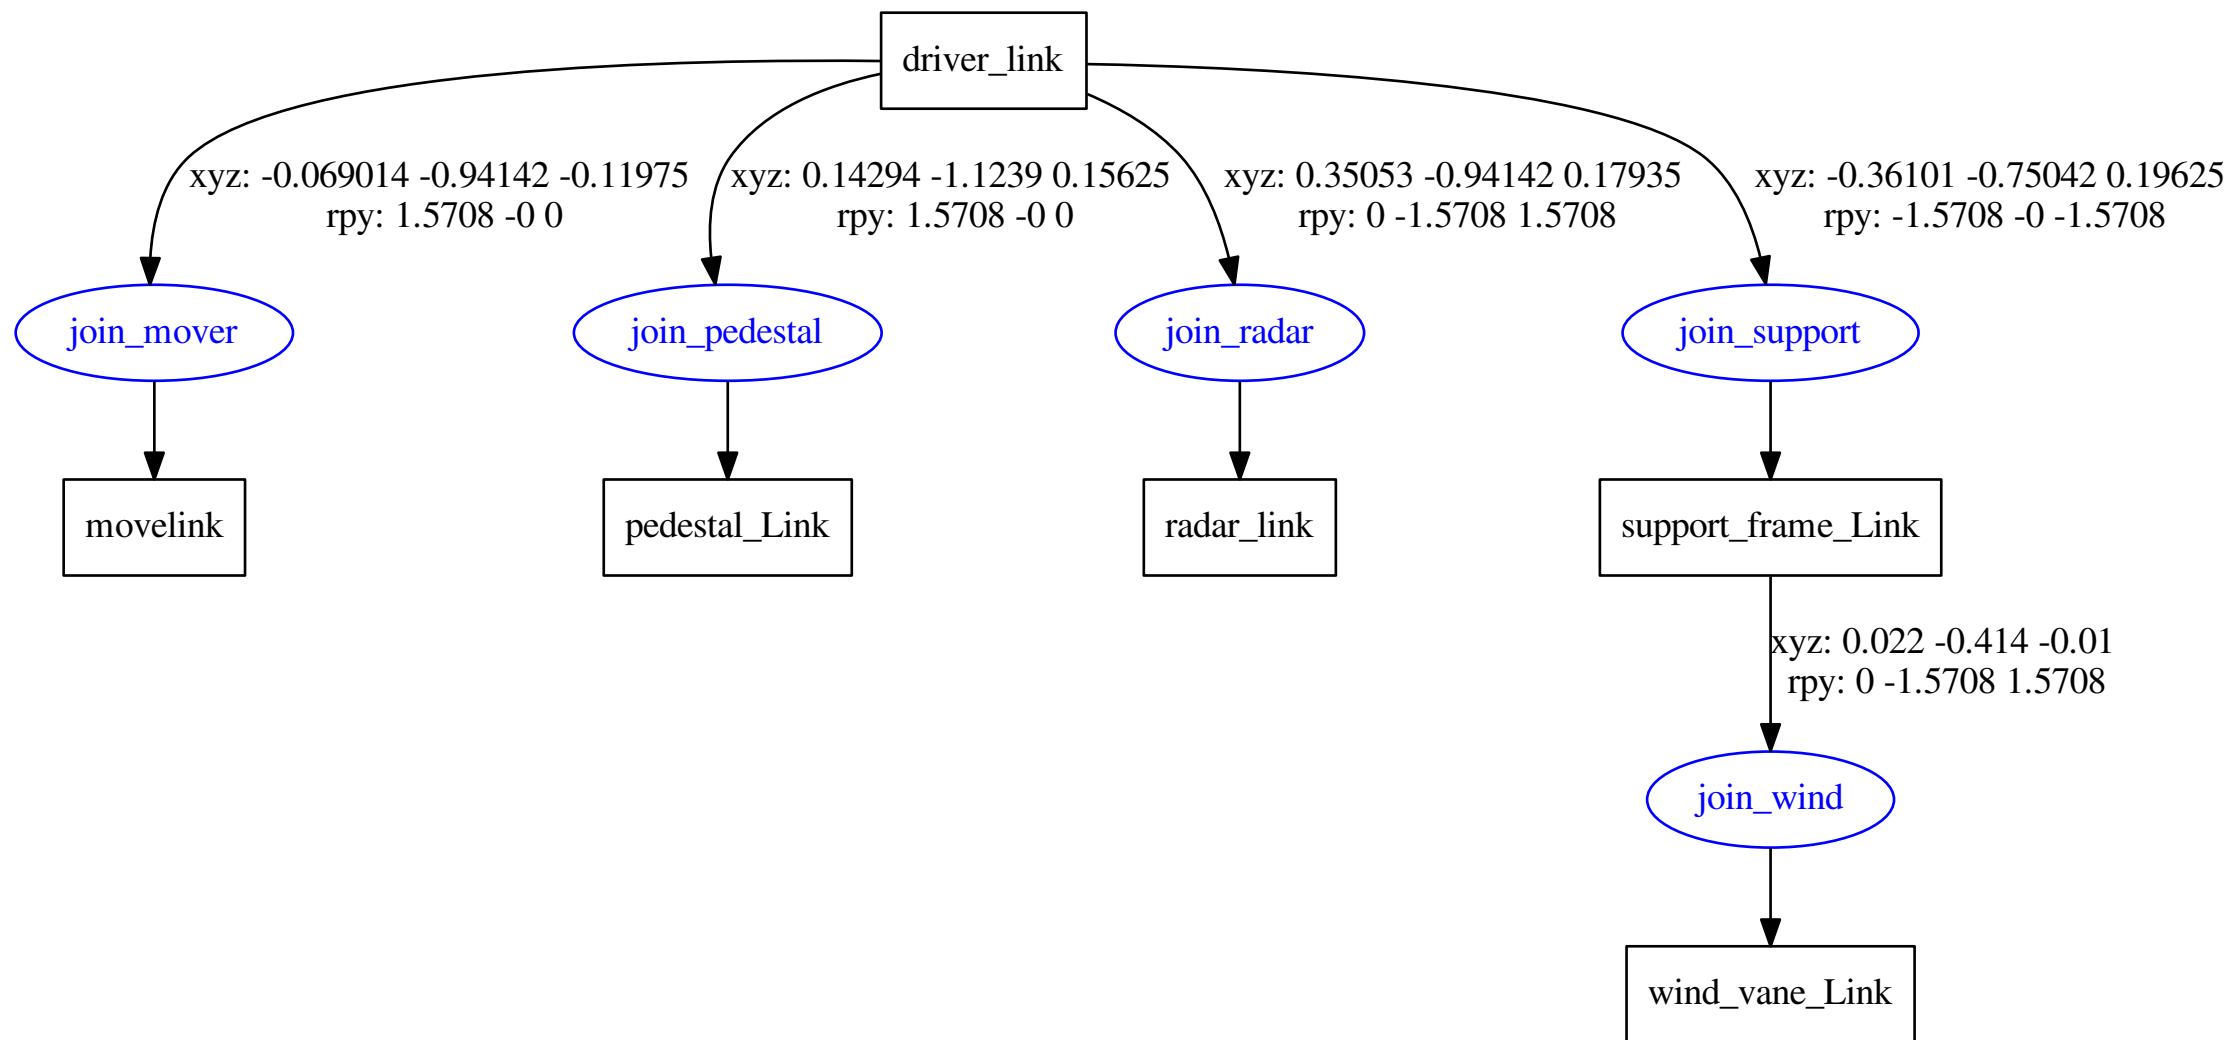 driver_link
xyz: -0.069014 -0.94142 -0.11975
rpy: 1.5708 -0 0
xyz: 0.14294 -1.1239 0.15625
rpy: 1.5708 -0 0
xyz: 0.35053 -0.94142 0.17935
rpy: 0 -1.5708 1.5708
xyz: -0.36101 -0.75042 0.19625
rpy: -1.5708 -0 -1.5708
join_mover
join_pedestal
join_radar
join_support
movelink
pedestal_Link
radar_link
support_frame_Link
xyz: 0.022 -0.414 -0.01
rpy: 0 -1.5708 1.5708
join_wind
wind_vane_Link